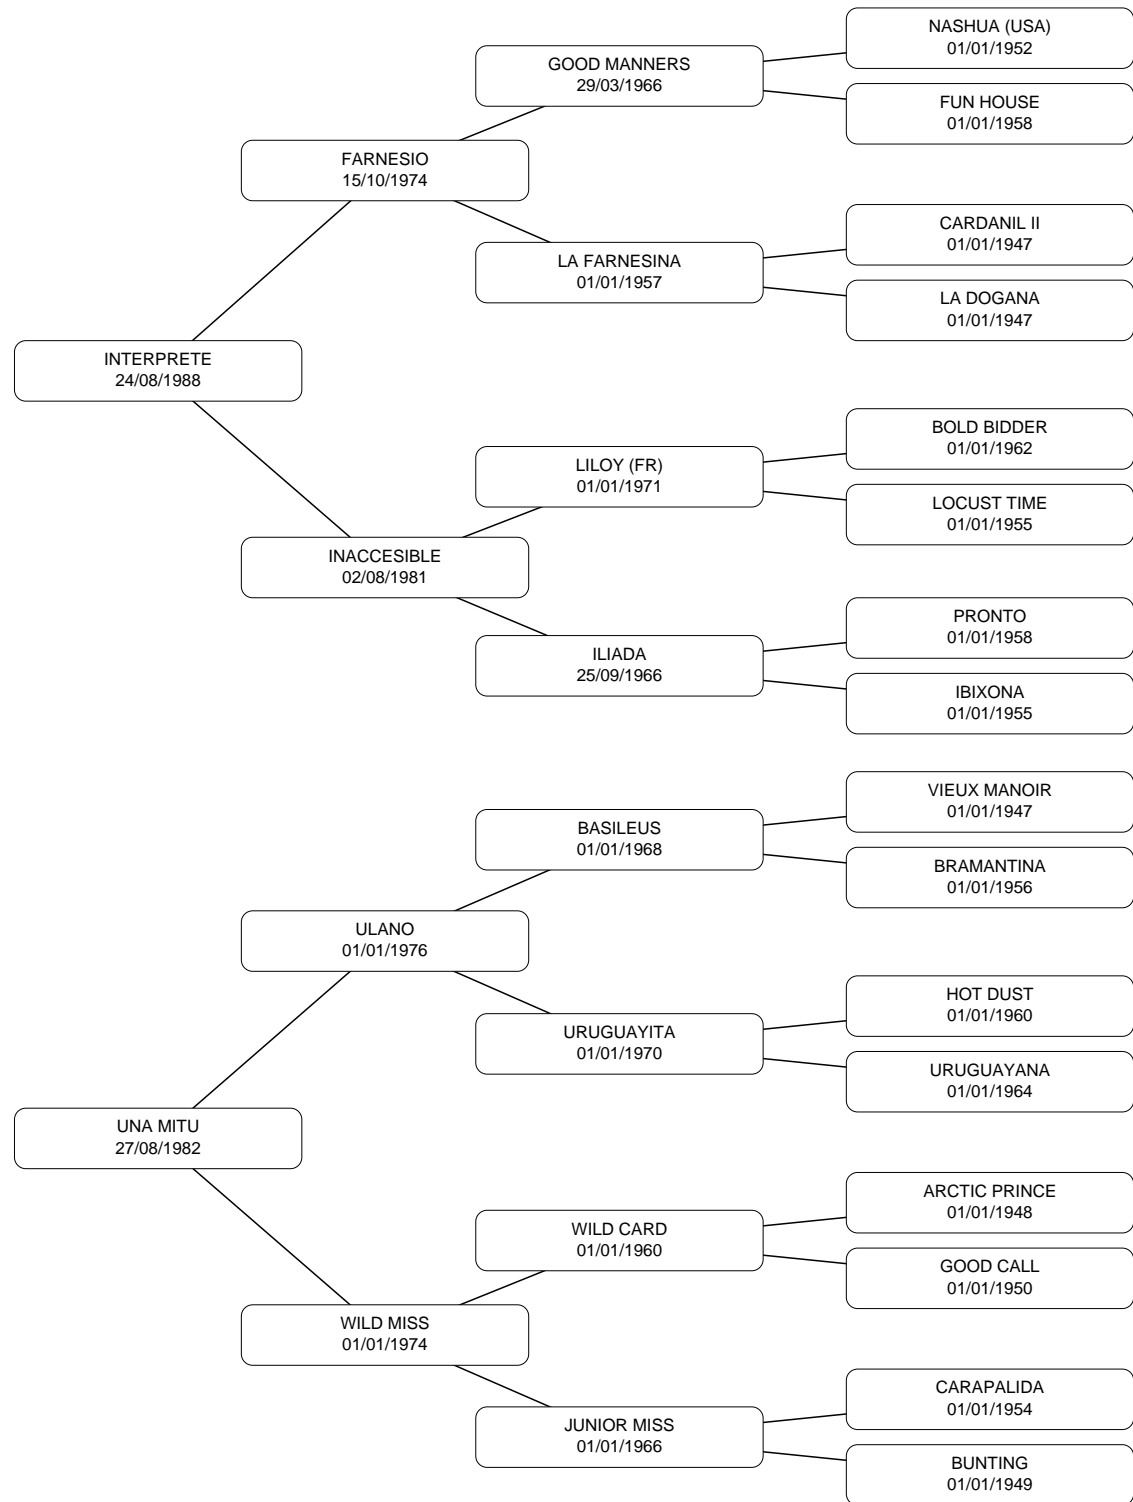 NASHUA (USA)
01/01/1952
GOOD MANNERS
29/03/1966
FUN HOUSE
01/01/1958
FARNESIO
15/10/1974
CARDANIL II
01/01/1947
LA FARNESINA
01/01/1957
LA DOGANA
01/01/1947
INTERPRETE
24/08/1988
BOLD BIDDER
01/01/1962
LILOY (FR)
01/01/1971
LOCUST TIME
01/01/1955
INACCESIBLE
02/08/1981
PRONTO
01/01/1958
ILIADA
25/09/1966
IBIXONA
01/01/1955
VIEUX MANOIR
01/01/1947
BASILEUS
01/01/1968
BRAMANTINA
01/01/1956
ULANO
01/01/1976
HOT DUST
01/01/1960
URUGUAYITA
01/01/1970
URUGUAYANA
01/01/1964
UNA MITU
27/08/1982
ARCTIC PRINCE
01/01/1948
WILD CARD
01/01/1960
GOOD CALL
01/01/1950
WILD MISS
01/01/1974
CARAPALIDA
01/01/1954
JUNIOR MISS
01/01/1966
BUNTING
01/01/1949